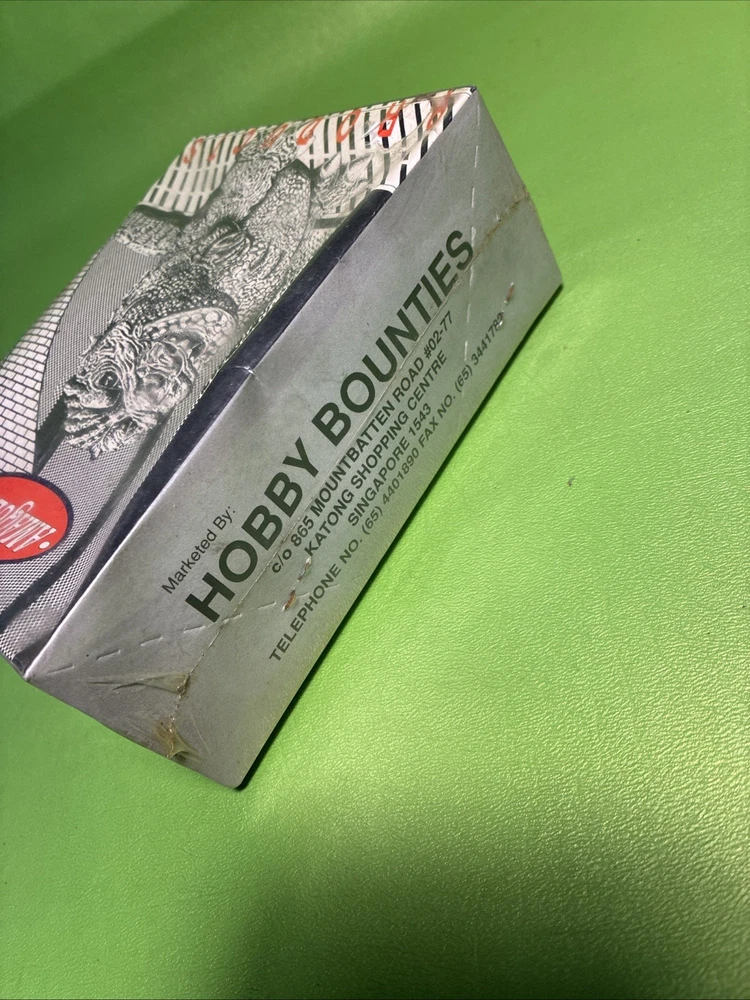 Marketed By:
HOBBY BOUNTIES
c/o 865 MOUNTBATTEN ROAD #02-77
KATONG SHOPPING CENTRE
SINGAPORE 1543
TELEPHONE NO. (65) 4401890 FAX NO. (65) 3441789